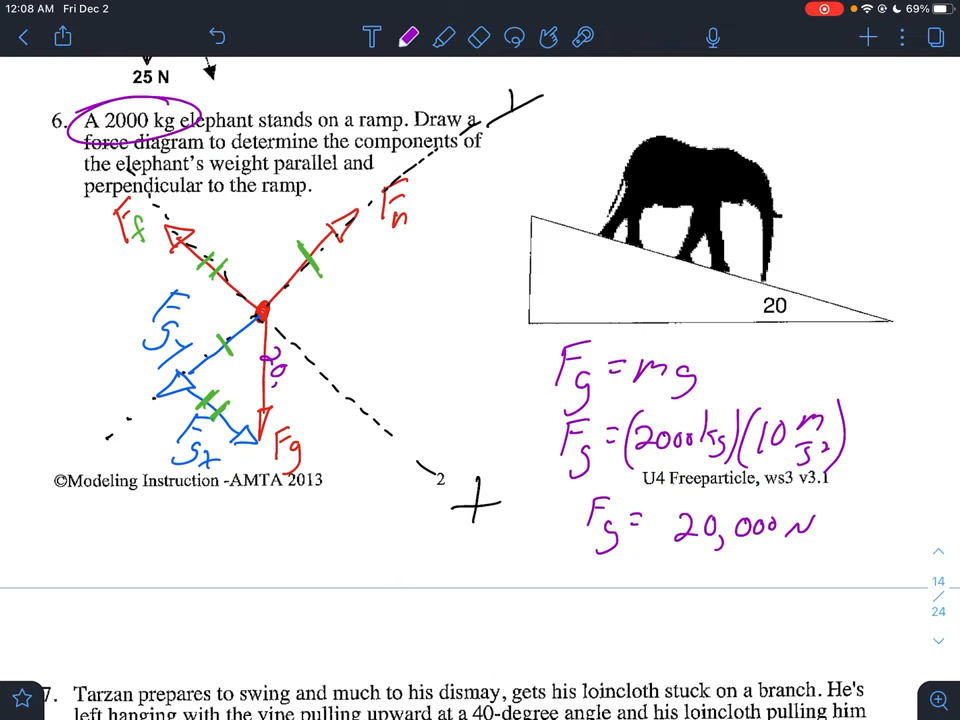 12:08 AM Fri Dec 2
69%
T
25 N
6. A 2000 kg elephant stands on a ramp. Draw a
force diagram to determine the components of
the elephant's weight parallel and
perpendicular to the ramp.
y
Ff
Fn
Fgy
20
Fgx
Fg
20
Fg = mg
Fg = (2000kg)(10 m/s²)
Fg = 20,000 N
x
©Modeling Instruction -AMTA 2013
2
U4 Freeparticle, ws3 v3.1
14
/
24
7. Tarzan prepares to swing and much to his dismay, gets his loincloth stuck on a branch. He's
left hanging with the vine pulling upward at a 40-degree angle and his loincloth pulling him